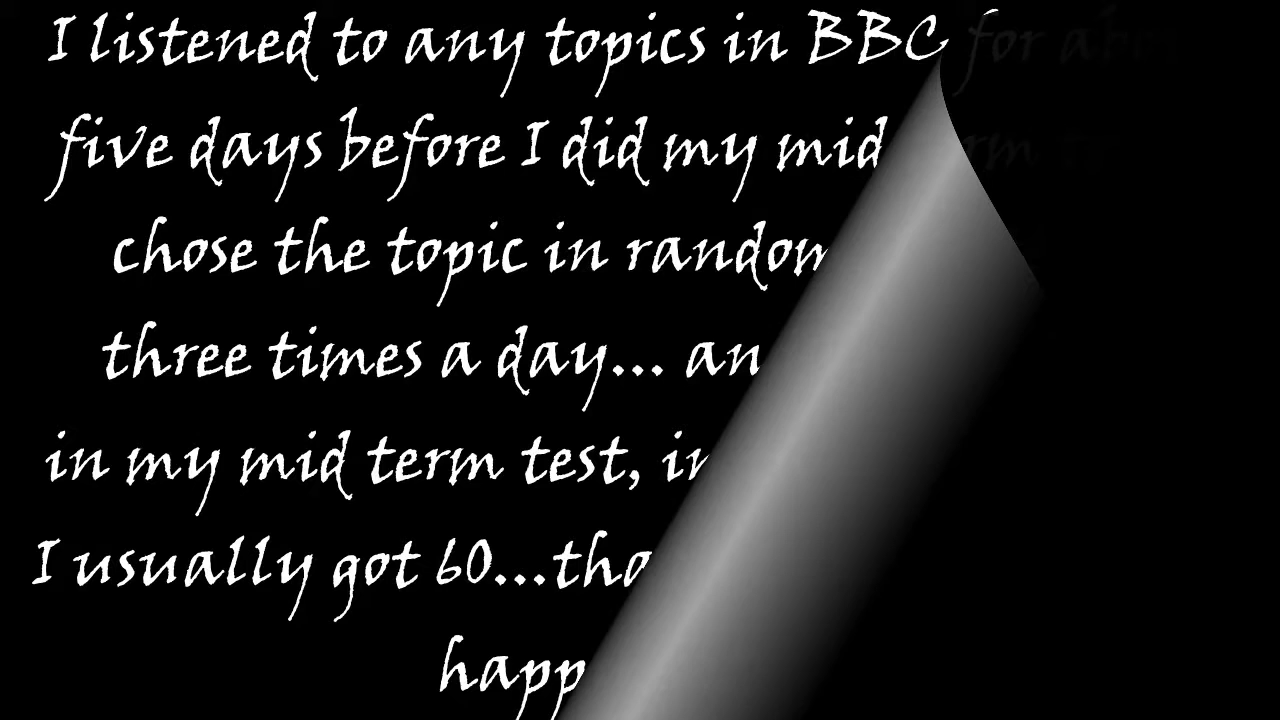 I listened to any topics in BBC for
five days before I did my mid
chose the topic in random
three times a day... an
in my mid term test, in
I usually got 60...tha
happ